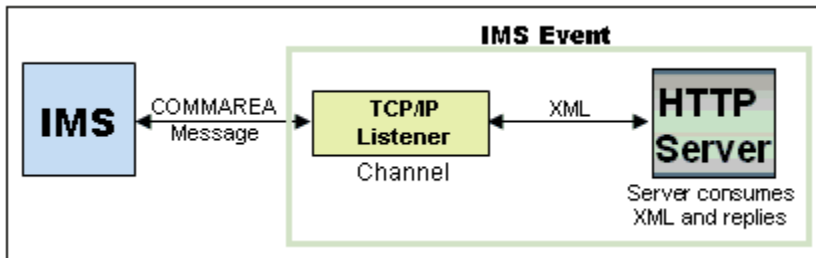 IMS Event
IMS
COMMAREA
Message
TCP/IP
Listener
Channel
XML
HTTP
Server
Server consumes
XML and replies